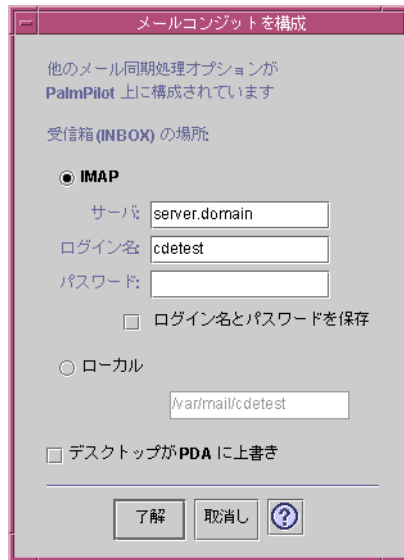 メールコンジットを構成
他のメール同期処理オプションが
PalmPilot 上に構成されています
受信箱(INBOX) の場所:
IMAP
サーバ: server.domain
ログイン名: cdetest
パスワード:
ログイン名とパスワードを保存
ローカル
/var/mail/cdetest
デスクトップがPDA に上書き
了解 取消し ?